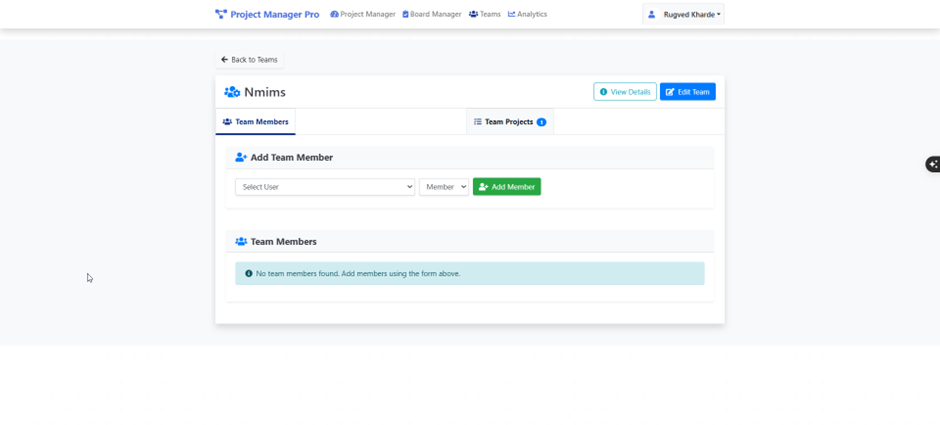 Project Manager Pro Project Manager Board Manager Teams Analytics Rugved Kharde
Back to Teams
Nmims View Details Edit Team
Team Members Team Projects 1
Add Team Member
Select User Member Add Member
Team Members
No team members found. Add members using the form above.